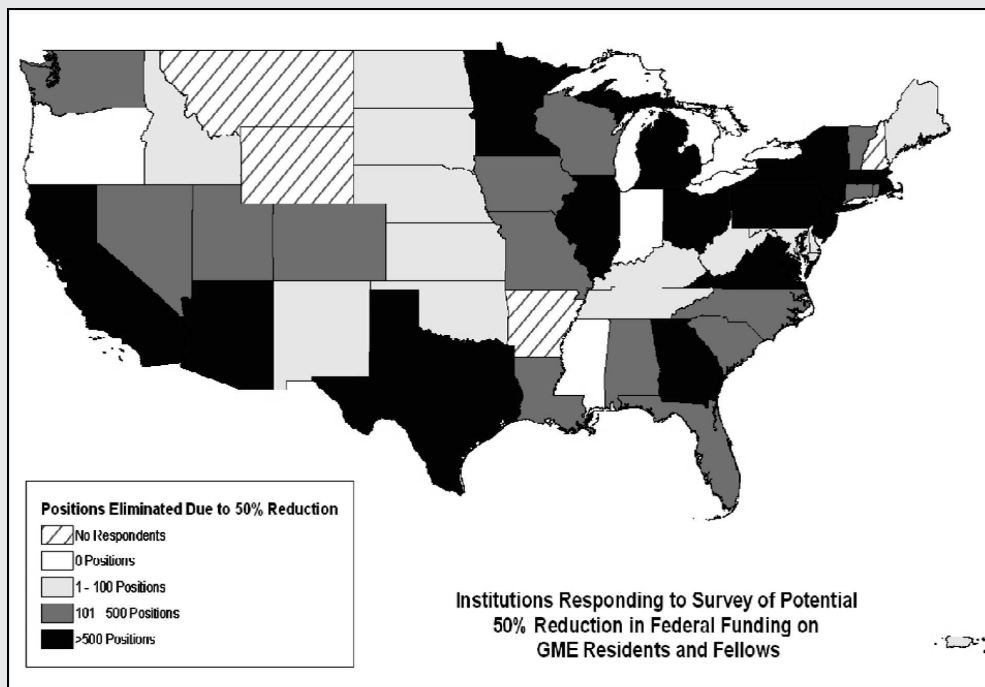 Positions Eliminated Due to 50% Reduction
No Respondents
0 Positions
1 - 100 Positions
101 500 Positions
>500 Positions
Institutions Responding to Survey of Potential
50% Reduction in Federal Funding on
GME Residents and Fellows